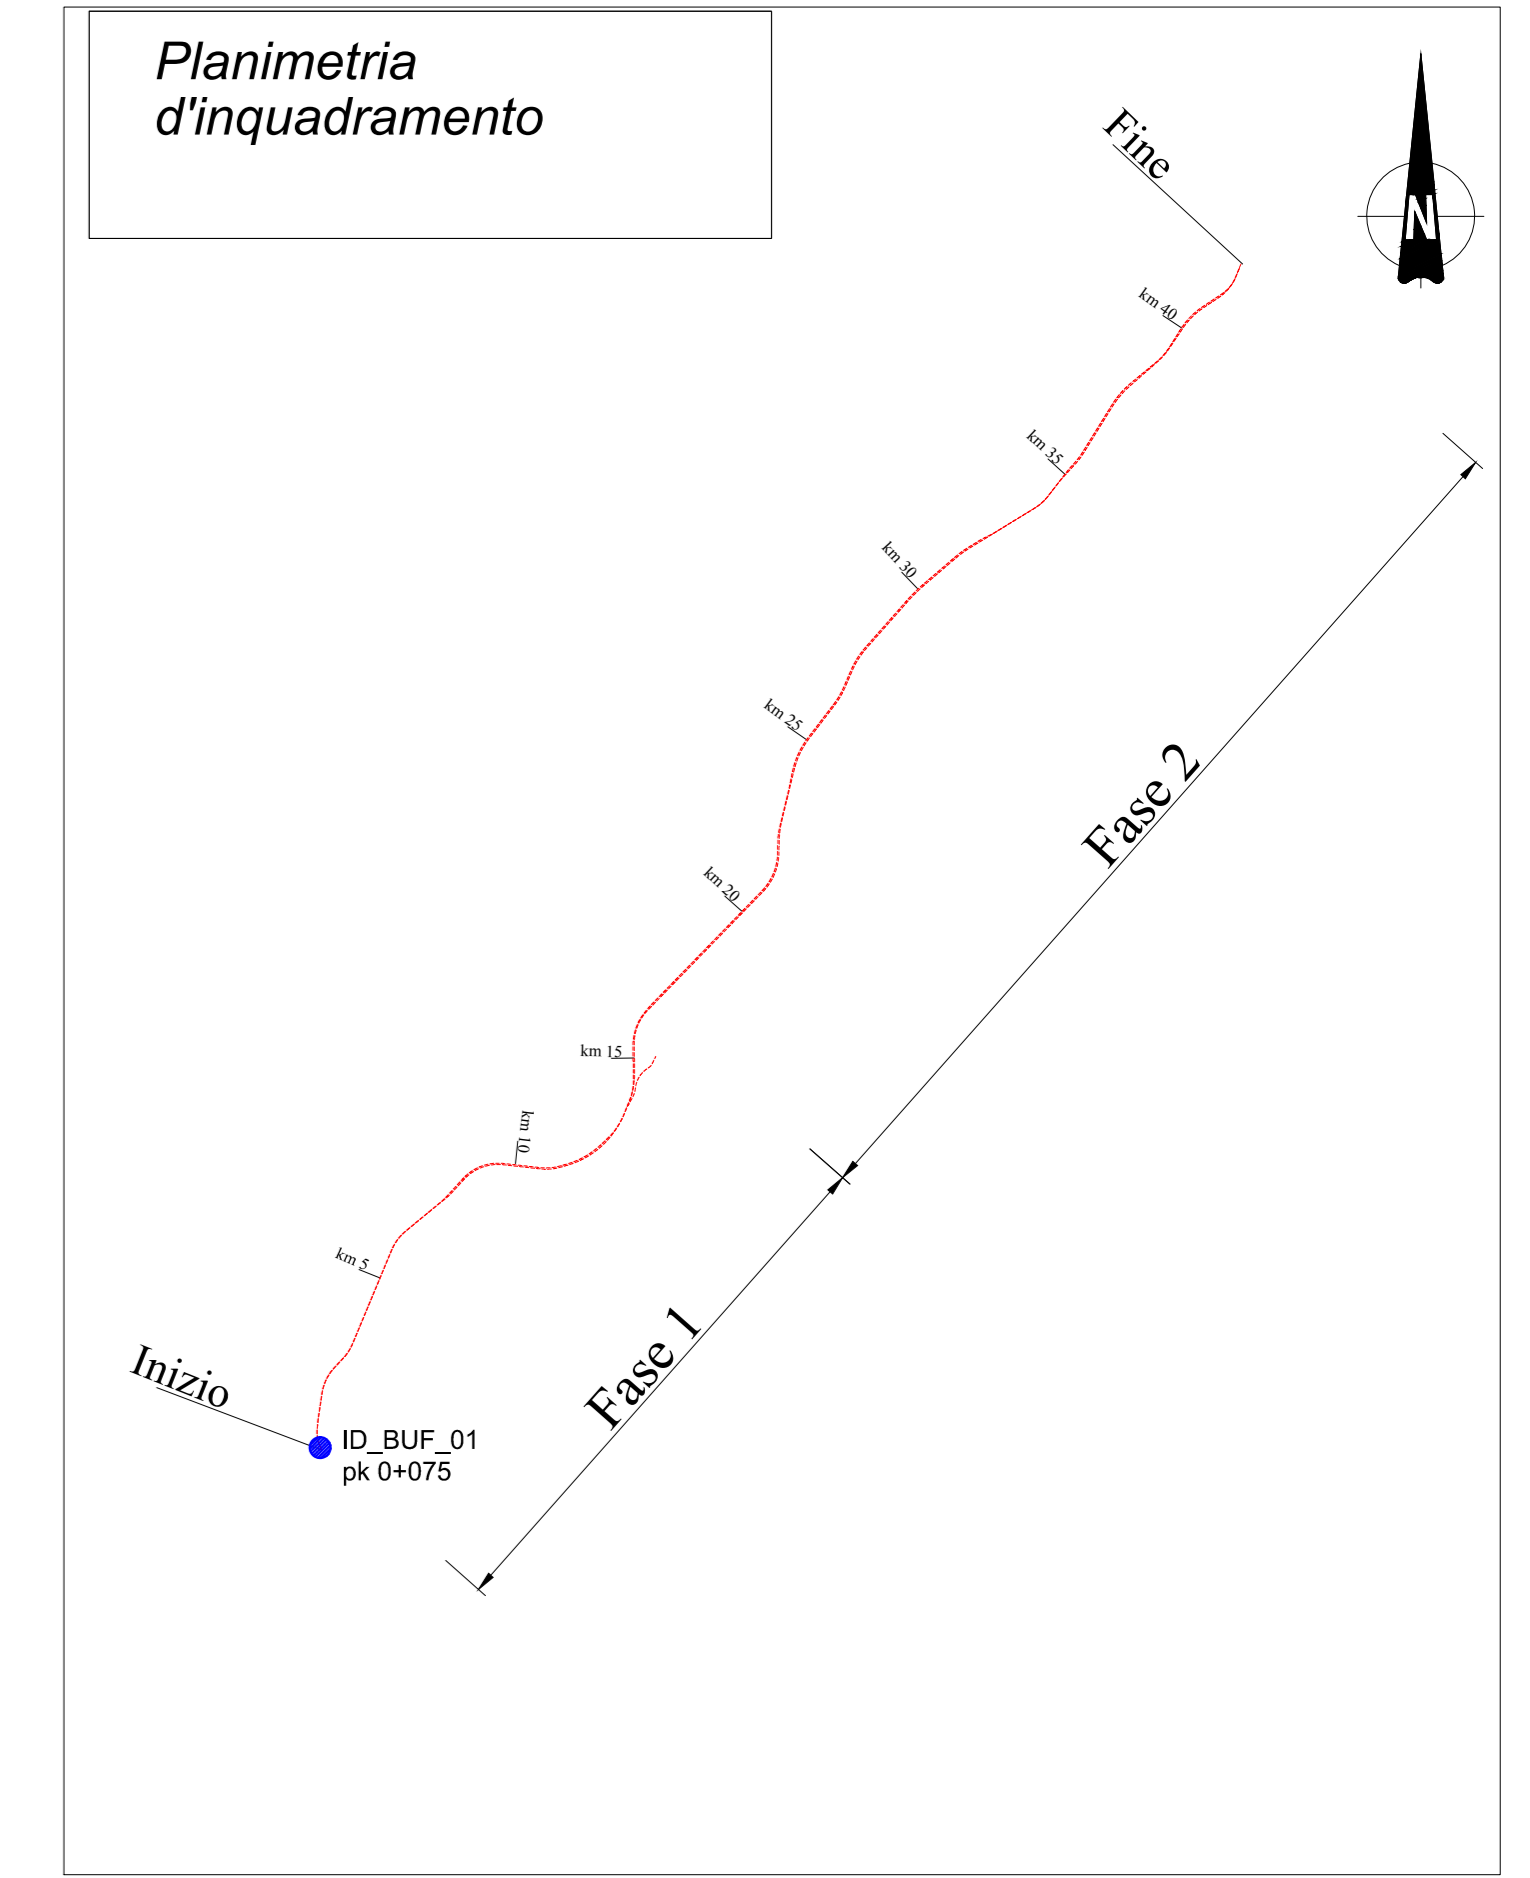 Planimetria
d'inquadramento
Fine
N
km 40
km 35
km 30
km 25
Fase 2
km 20
km 15
km 10
km 5
Fase 1
Inizio
ID_BUF_01
pk 0+075